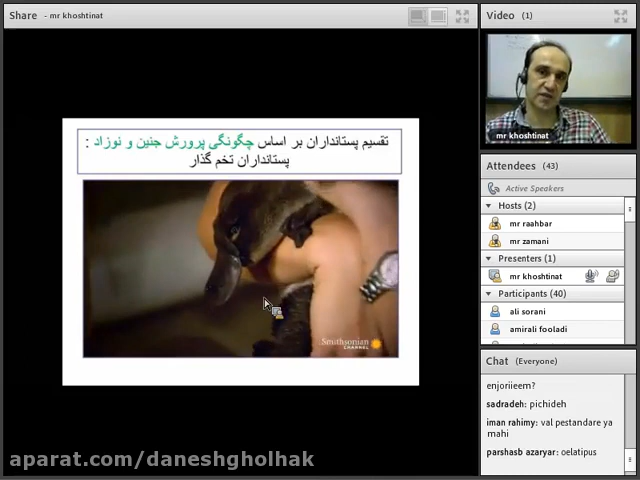 Share - mr khoshtinat
تقسیم پستانداران بر اساس چگونگی پرورش جنین و نوزاد :
پستانداران تخم گذار
Smithsonian
CHANNEL
aparat.com/daneshgholhak
Video (1)
mr khoshtinat
Attendees (43)
Active Speakers
Hosts (2)
mr raahbar
mr zamani
Presenters (1)
mr khoshtinat
Participants (40)
ali sorani
amirali fooladi
Chat (Everyone)
enjoriieem?
sadradeh: pichideh
iman rahimy: val pestandare ya
mahi
parshasb azaryar: oelatipus